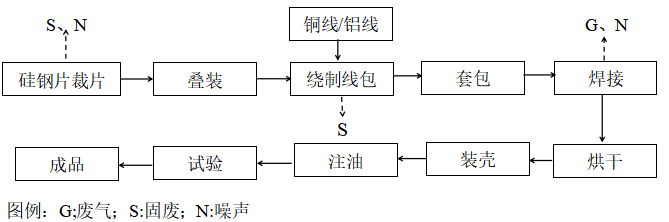 S、N
铜线/铝线
G、N
硅钢片裁片
叠装
绕制线包
套包
焊接
S
成品
试验
注油
装壳
烘干
图例：G;废气；S:固废；N:噪声